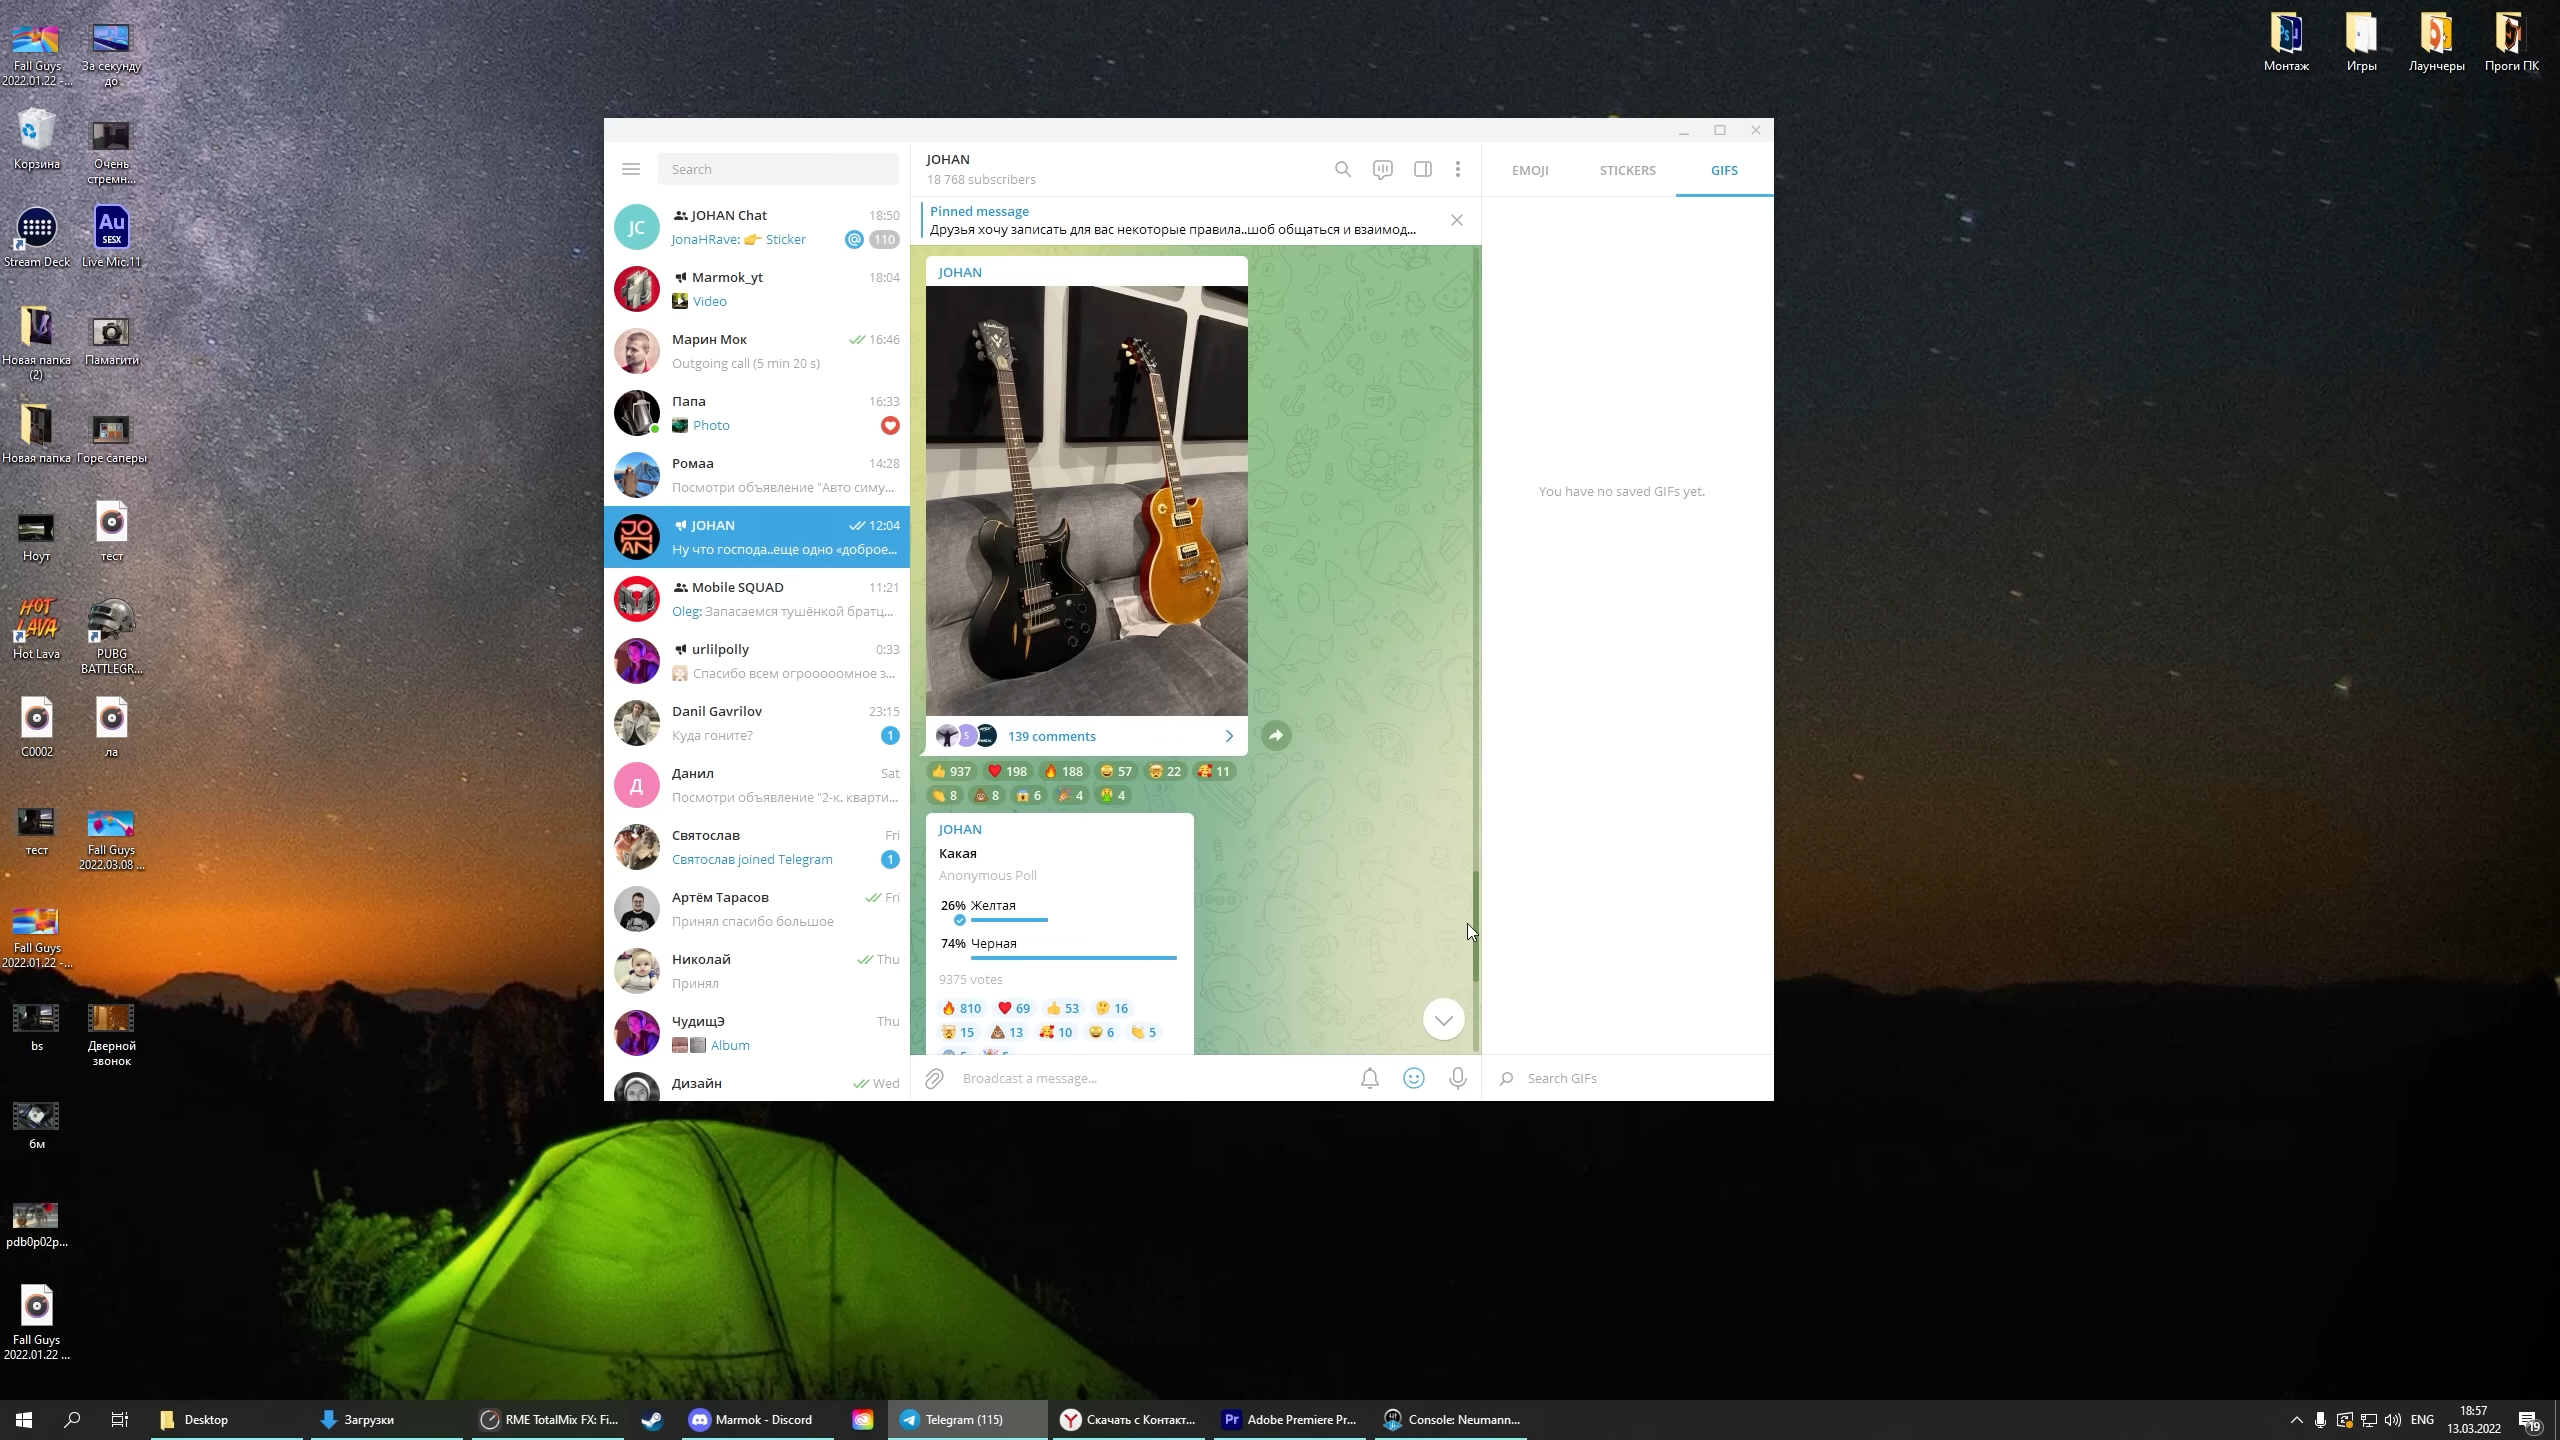 Fall Guys
2022.01.22 -...
За секунду
до
Корзина
Очень
стремн...
Stream Deck
Au
SESX
Live Mic.11
Новая папка
(2)
Памагити
Новая папка
Горе саперы
Ноут
тест
HOT
LAVA
Hot Lava
PUBG
BATTLEGR...
C0002
ла
тест
Fall Guys
2022.03.08 ...
Fall Guys
2022.01.22 -...
bs
Дверной
звонок
бм
pdb0p02p...
Fall Guys
2022.01.22 ...
Монтаж
Игры
Лаунчеры
Проги ПК
Search
JC
JOHAN Chat
18:50
JonaHRave: 👉 Sticker
@
110
Marmok_yt
18:04
Video
Марин Мок
16:46
Outgoing call (5 min 20 s)
Папа
16:33
Photo
Ромаа
14:28
Посмотри объявление "Авто симу...
JOHAN
12:04
Ну что господа..еще одно «доброе...
Mobile SQUAD
11:21
Oleg: Запасаемся тушёнкой братц...
urlilpolly
0:33
Спасибо всем огрооооомное з...
Danil Gavrilov
23:15
Куда гоните?
1
Д
Данил
Sat
Посмотри объявление "2-к. кварти...
Святослав
Fri
Святослав joined Telegram
1
Артём Тарасов
Fri
Принял спасибо большое
Николай
Thu
Принял
ЧудищЭ
Thu
Album
Дизайн
Wed
JOHAN
18 768 subscribers
Pinned message
Друзья хочу записать для вас некоторые правила..шоб общаться и взаимод...
JOHAN
S
139 comments
👍 937 ❤️ 198 🔥 188 😁 57 🤯 22 🥰 11
👏 8 💩 8 😱 6 🎉 4 🤮 4
JOHAN
Какая
Anonymous Poll
26% Желтая
74% Черная
9375 votes
🔥 810 ❤️ 69 👍 53 🤔 16
🤯 15 💩 13 🥰 10 😁 6 👏 5
Broadcast a message...
EMOJI
STICKERS
GIFS
You have no saved GIFs yet.
Search GIFs
Desktop
Загрузки
RME TotalMix FX: Fi...
Marmok - Discord
Telegram (115)
Y
Скачать с Контакт...
Pr
Adobe Premiere Pr...
Console: Neumann...
ENG
18:57
13.03.2022
19